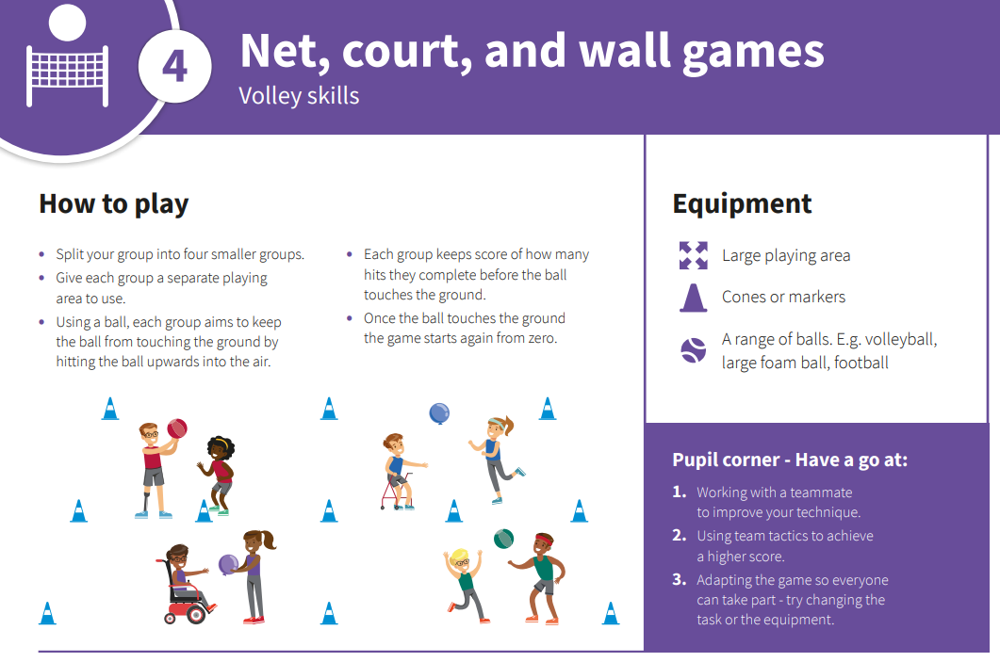 4
Net, court, and wall games
Volley skills
How to play
• Split your group into four smaller groups.
• Give each group a separate playing
area to use.
• Using a ball, each group aims to keep
the ball from touching the ground by
hitting the ball upwards into the air.
• Each group keeps score of how many
hits they complete before the ball
touches the ground.
• Once the ball touches the ground
the game starts again from zero.
Equipment
Large playing area
Cones or markers
A range of balls. E.g. volleyball,
large foam ball, football
Pupil corner - Have a go at:
1. Working with a teammate
to improve your technique.
2. Using team tactics to achieve
a higher score.
3. Adapting the game so everyone
can take part - try changing the
task or the equipment.